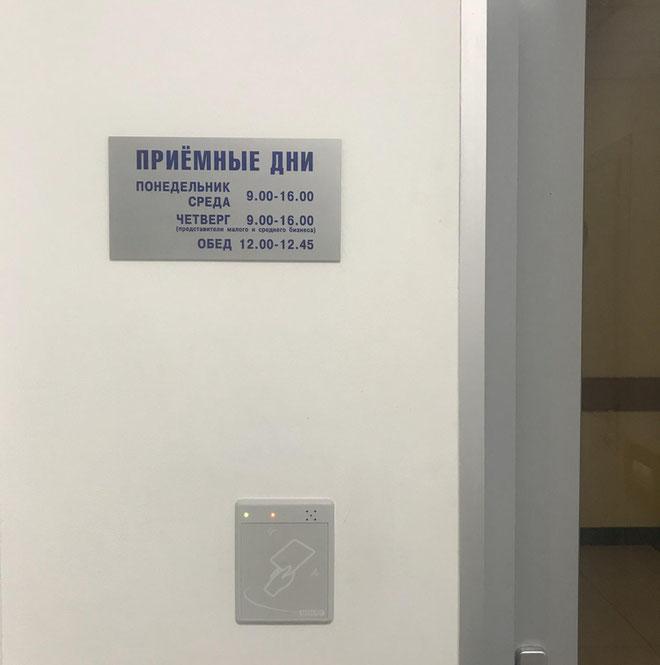 ПРИЁМНЫЕ ДНИ
ПОНЕДЕЛЬНИК
СРЕДА 9.00-16.00
ЧЕТВЕРГ 9.00-16.00
(представители малого и среднего бизнеса)
ОБЕД 12.00-12.45